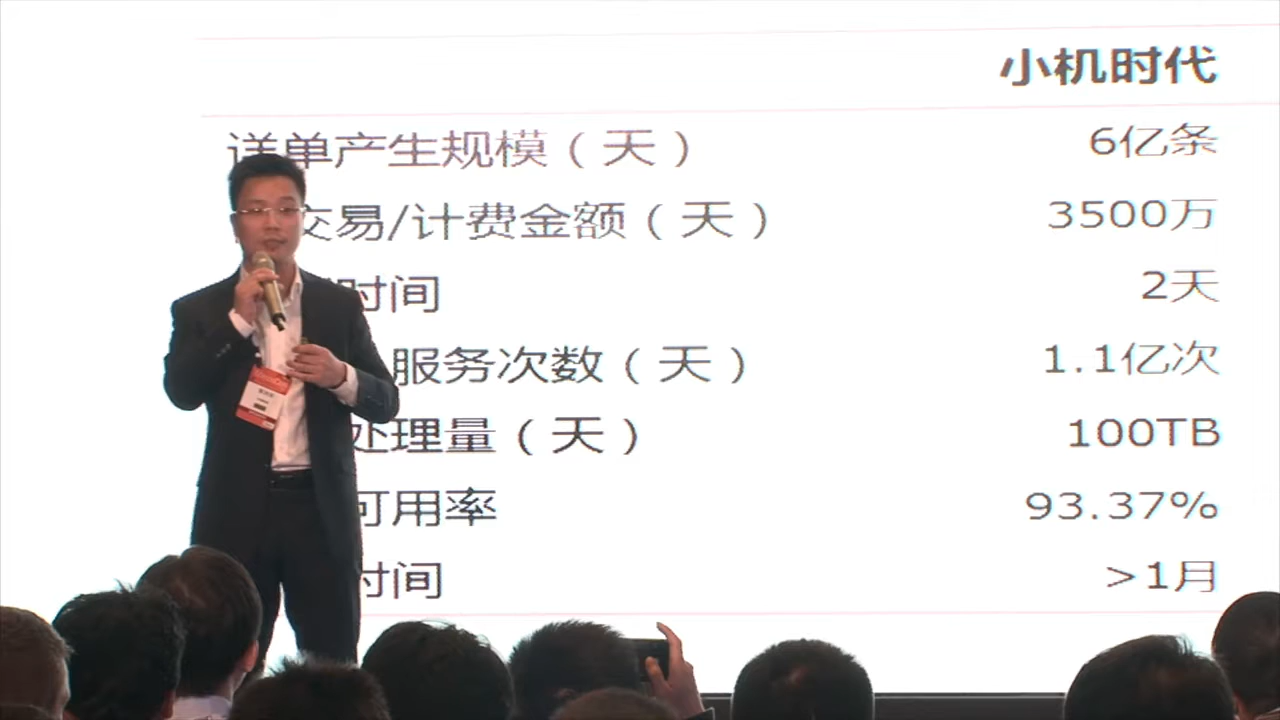 小机时代
详单产生规模（天） 6亿条
交易/计费金额（天） 3500万
时间 2天
服务次数（天） 1.1亿次
处理量（天） 100TB
可用率 93.37%
时间 >1月